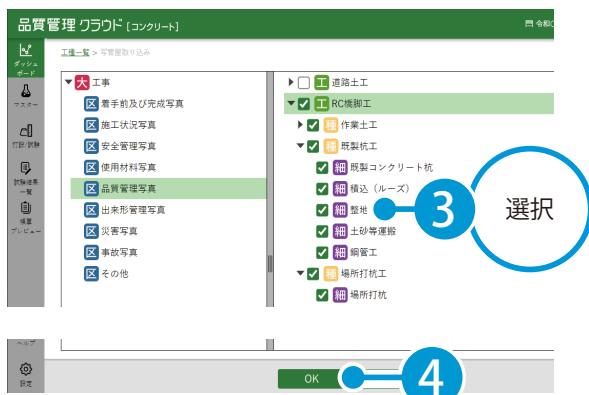 品質管理 クラウド [コンクリート]
工種一覧 > 写管屋取り込み
ダッシュ
ボード
マスター
打設/試験
試験結果
一覧
帳票
プレビュー
大 工事
区 着手前及び完成写真
区 施工状況写真
区 安全管理写真
区 使用材料写真
区 品質管理写真
区 出来形管理写真
区 災害写真
区 事故写真
区 その他
工 道路土工
工 RC橋脚工
種 作業土工
種 既製杭工
細 既製コンクリート杭
細 積込(ルーズ)
細 整地
細 土砂等運搬
細 鋼管工
種 場所打杭工
細 場所打杭
3 選択
ヘルプ
設定
OK
4